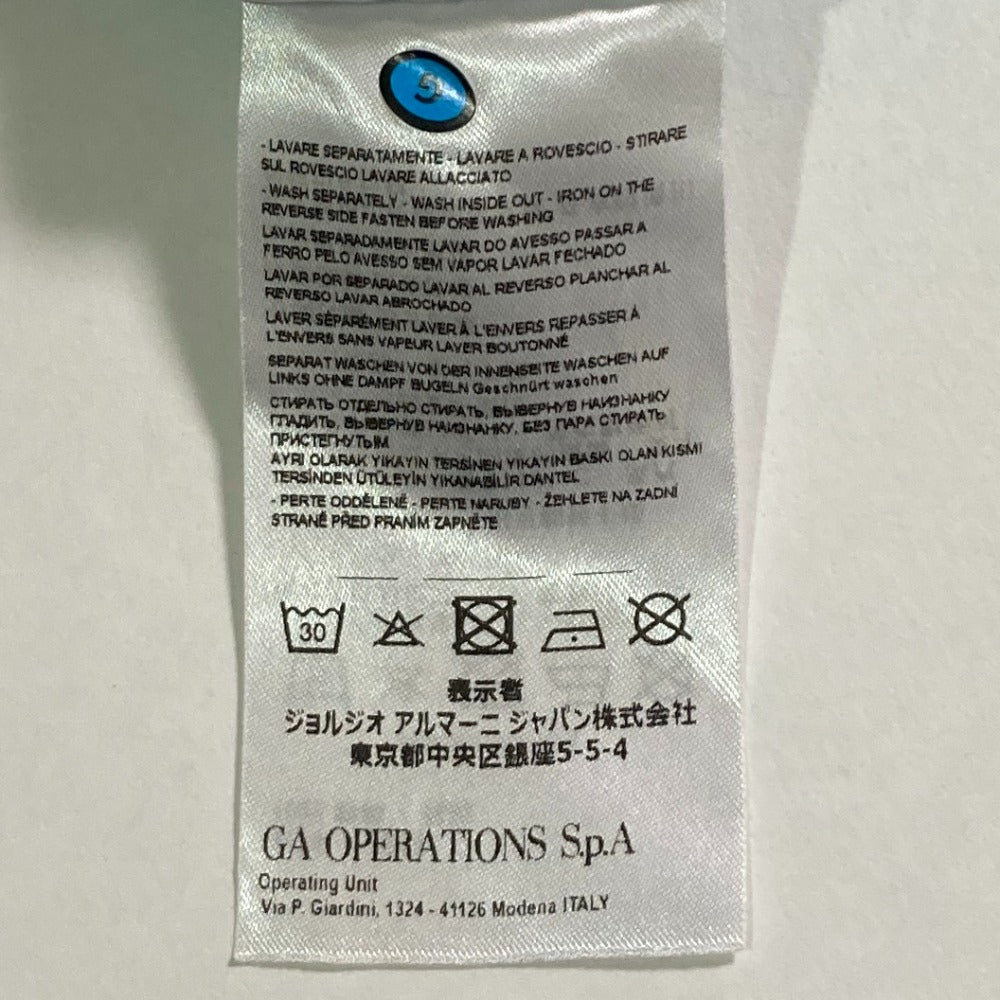 5
- LAVARE SEPARATAMENTE - LAVARE A ROVESCIO - STIRARE
SUL ROVESCIO LAVARE ALLACCIATO
- WASH SEPARATELY - WASH INSIDE OUT - IRON ON THE
REVERSE SIDE FASTEN BEFORE WASHING
LAVAR SEPARADAMENTE LAVAR DO AVESSO PASSAR A
FERRO PELO AVESSO SEM VAPOR LAVAR FECHADO
LAVAR POR SEPARADO LAVAR AL REVERSO PLANCHAR AL
REVERSO LAVAR ABROCHADO
LAVER SÉPARÉMENT LAVER À L'ENVERS REPASSER À
L'ENVERS SANS VAPEUR LAVER BOUTONNÉ
SEPARAT WASCHEN VON DER INNENSEITE WASCHEN AUF
LINKS OHNE DAMPF BUGELN Geschnürt waschen
СТИРАТЬ ОТДЕЛЬНО СТИРАТЬ, ВЫВЕРНУВ НАИЗНАНКУ
ГЛАДИТЬ, ВЫВЕРНУВ НАИЗНАНКУ, БЕЗ ПАРА СТИРАТЬ
ПРИСТЕГНУТЫМ
AYRI OLARAK YIKAYIN TERSINEN YIKAYIN BASKI OLAN KISMI
TERSINDEN ÜTÜLEYİN YIKANABİLİR DANTEL
- PERTE ODDĚLENĚ - PERTE NARUBY - ŽEHLETE NA ZADNÍ
STRANĚ PŘED PRANÍM ZAPNĚTE
30
表示者
ジョルジオ アルマーニ ジャパン株式会社
東京都中央区銀座5-5-4
GA OPERATIONS S.p.A
Operating Unit
Via P. Giardini, 1324 - 41126 Modena ITALY